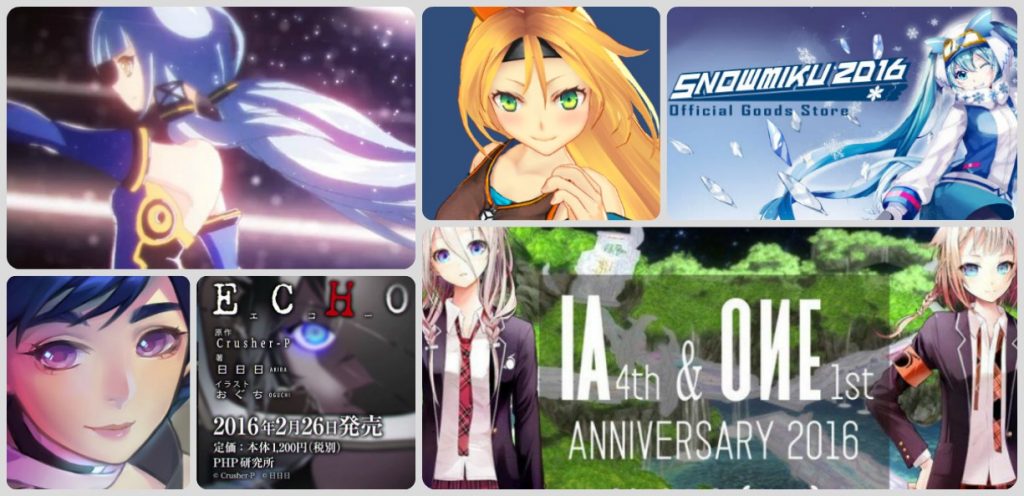 SNOWMIKU 2016
Official Goods Store
ECHO
エコー
原作
Crusher-P
著
日日日 AKIRA
イラスト
おぐち OGUCHI
2016年2月26日発売
定価：本体1,200円(税別)
PHP研究所
© Crusher-P © 日日日
IA 4th & ONE 1st
ANNIVERSARY 2016